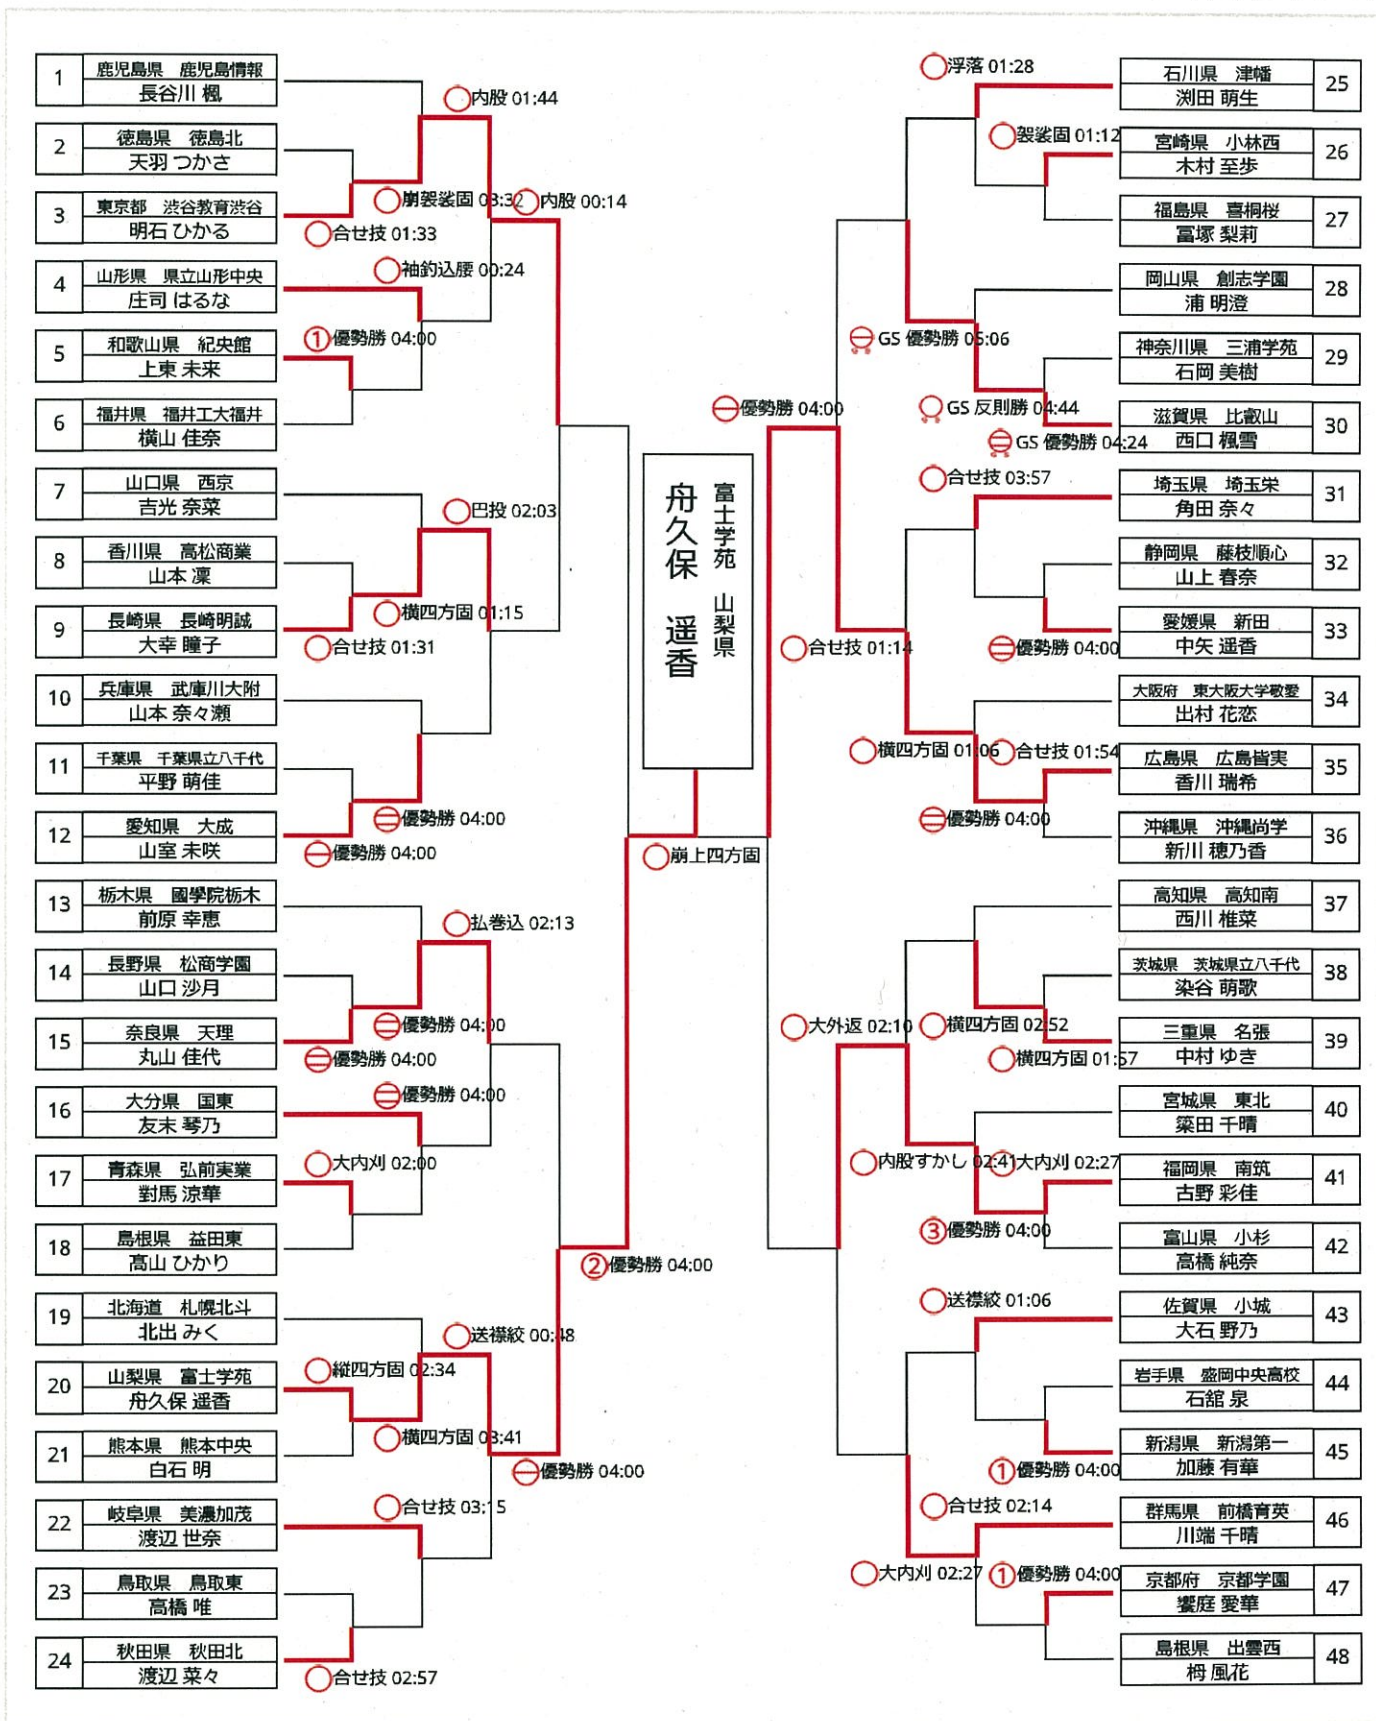 1
鹿児島県 鹿児島情報
長谷川 楓
2
徳島県 徳島北
天羽 つかさ
3
東京都 渋谷教育渋谷
明石 ひかる
4
山形県 県立山形中央
庄司 はるな
5
和歌山県 紀央館
上東 未来
6
福井県 福井工大福井
横山 佳奈
7
山口県 西京
吉光 奈菜
8
香川県 高松商業
山本 凜
9
長崎県 長崎明誠
大幸 瞳子
10
兵庫県 武庫川大附
山本 奈々瀬
11
千葉県 千葉県立八千代
平野 萌佳
12
愛知県 大成
山室 未咲
13
栃木県 國學院栃木
前原 幸恵
14
長野県 松商学園
山口 沙月
15
奈良県 天理
丸山 佳代
16
大分県 国東
友末 琴乃
17
青森県 弘前実業
對馬 涼華
18
島根県 益田東
髙山 ひかり
19
北海道 札幌北斗
北出 みく
20
山梨県 富士学苑
舟久保 遥香
21
熊本県 熊本中央
白石 明
22
岐阜県 美濃加茂
渡辺 世奈
23
鳥取県 鳥取東
高橋 唯
24
秋田県 秋田北
渡辺 菜々
内股 01:44
崩袈裟固 03:32
内股 00:14
合せ技 01:33
袖釣込腰 00:24
①優勢勝 04:00
巴投 02:03
横四方固 01:15
合せ技 01:31
優勢勝 04:00
優勢勝 04:00
払巻込 02:13
優勢勝 04:00
優勢勝 04:00
優勢勝 04:00
大内刈 02:00
②優勢勝 04:00
送襟絞 00:48
縦四方固 02:34
横四方固 03:41
優勢勝 04:00
合せ技 03:15
合せ技 02:57
富士学苑 山梨県
舟久保 遥香
崩上四方固
浮落 01:28
袈裟固 01:12
GS 優勢勝 05:06
優勢勝 04:00
GS 反則勝 04:44
GS 優勢勝 04:24
合せ技 03:57
合せ技 01:14
優勢勝 04:00
横四方固 01:06
合せ技 01:54
優勢勝 04:00
大外返 02:10
横四方固 02:52
横四方固 01:57
内股すかし 02:41
大内刈 02:27
③優勢勝 04:00
送襟絞 01:06
①優勢勝 04:00
合せ技 02:14
大内刈 02:27
①優勢勝 04:00
石川県 津幡
渕田 萌生
25
宮崎県 小林西
木村 至歩
26
福島県 喜桐桜
冨塚 梨莉
27
岡山県 創志学園
浦 明澄
28
神奈川県 三浦学苑
石岡 美樹
29
滋賀県 比叡山
西口 楓雪
30
埼玉県 埼玉栄
角田 奈々
31
静岡県 藤枝順心
山上 春奈
32
愛媛県 新田
中矢 遥香
33
大阪府 東大阪大学敬愛
出村 花恋
34
広島県 広島皆実
香川 瑞希
35
沖縄県 沖縄尚学
新川 穂乃香
36
高知県 高知南
西川 椎菜
37
茨城県 茨城県立八千代
染谷 萌歌
38
三重県 名張
中村 ゆき
39
宮城県 東北
簗田 千晴
40
福岡県 南筑
古野 彩佳
41
富山県 小杉
高橋 純奈
42
佐賀県 小城
大石 野乃
43
岩手県 盛岡中央高校
石舘 泉
44
新潟県 新潟第一
加藤 有華
45
群馬県 前橋育英
川端 千晴
46
京都府 京都学園
饗庭 愛華
47
島根県 出雲西
栂 風花
48